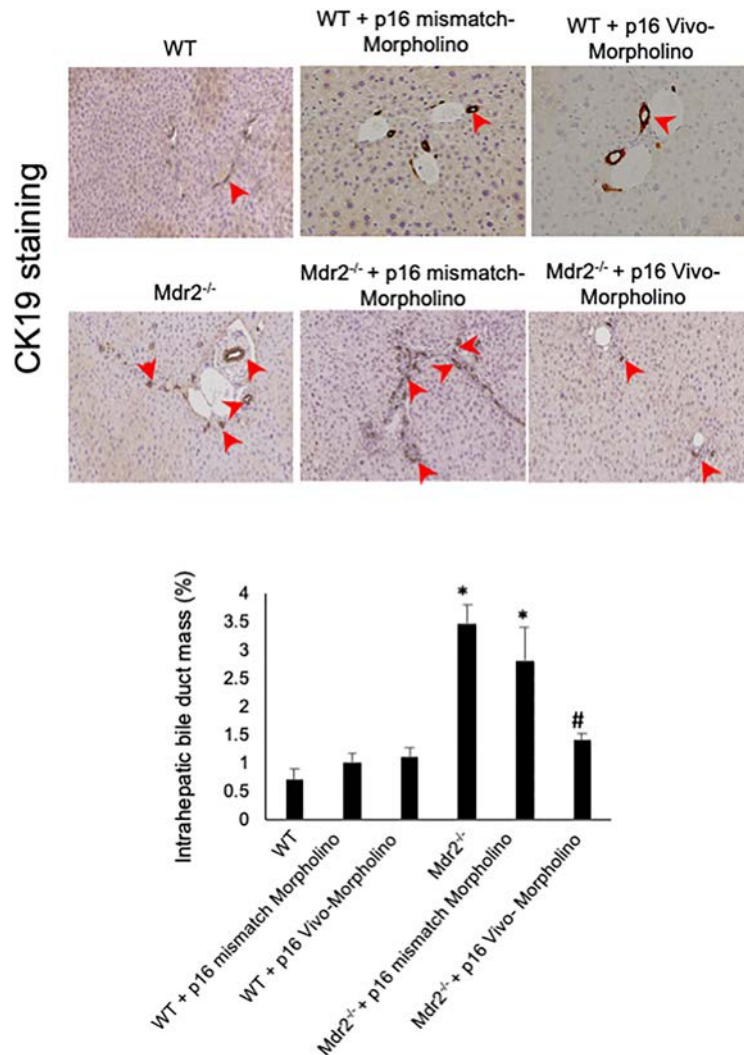 WT
WT + p16 mismatch-
Morpholino
WT + p16 Vivo-
Morpholino
CK19 staining
Mdr2-/-
Mdr2-/- + p16 mismatch-
Morpholino
Mdr2-/- + p16 Vivo-
Morpholino
Intrahepatic bile duct mass (%)
4
3.5
3
2.5
2
1.5
1
0.5
0
*
*
#
WT
WT + p16 mismatch Morpholino
WT + p16 Vivo-Morpholino
Mdr2-/-
Mdr2-/- + p16 mismatch Morpholino
Mdr2-/- + p16 Vivo- Morpholino